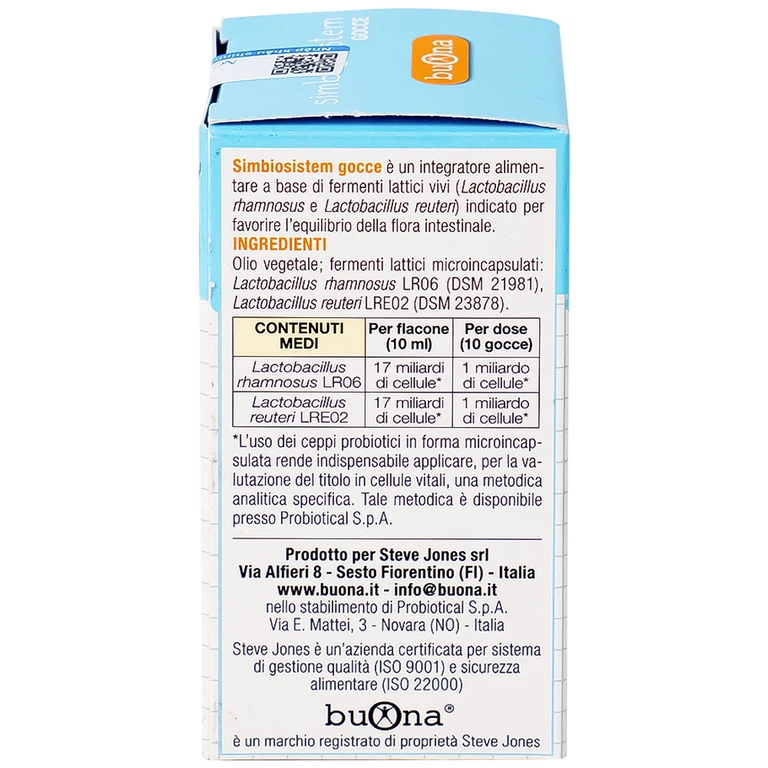 simbiosistem
GOCCE
buona
Nhập khẩu chính
Simbiosistem gocce è un integratore alimen-
tare a base di fermenti lattici vivi (Lactobacillus
rhamnosus e Lactobacillus reuteri) indicato per
favorire l'equilibrio della flora intestinale.
INGREDIENTI
Olio vegetale; fermenti lattici microincapsulati:
Lactobacillus rhamnosus LR06 (DSM 21981),
Lactobacillus reuteri LRE02 (DSM 23878).
CONTENUTI MEDI Per flacone (10 ml) Per dose (10 gocce)
Lactobacillus rhamnosus LR06 17 miliardi di cellule* 1 miliardo di cellule*
Lactobacillus reuteri LRE02 17 miliardi di cellule* 1 miliardo di cellule*
*L'uso dei ceppi probiotici in forma microincap-
sulata rende indispensabile applicare, per la va-
lutazione del titolo in cellule vitali, una metodica
analitica specifica. Tale metodica è disponibile
presso Probiotical S.p.A.
Prodotto per Steve Jones srl
Via Alfieri 8 - Sesto Fiorentino (FI) - Italia
www.buona.it - info@buona.it
nello stabilimento di Probiotical S.p.A.
Via E. Mattei, 3 - Novara (NO) - Italia
Steve Jones è un'azienda certificata per sistema
di gestione qualità (ISO 9001) e sicurezza
alimentare (ISO 22000)
buona®
è un marchio registrato di proprietà Steve Jones